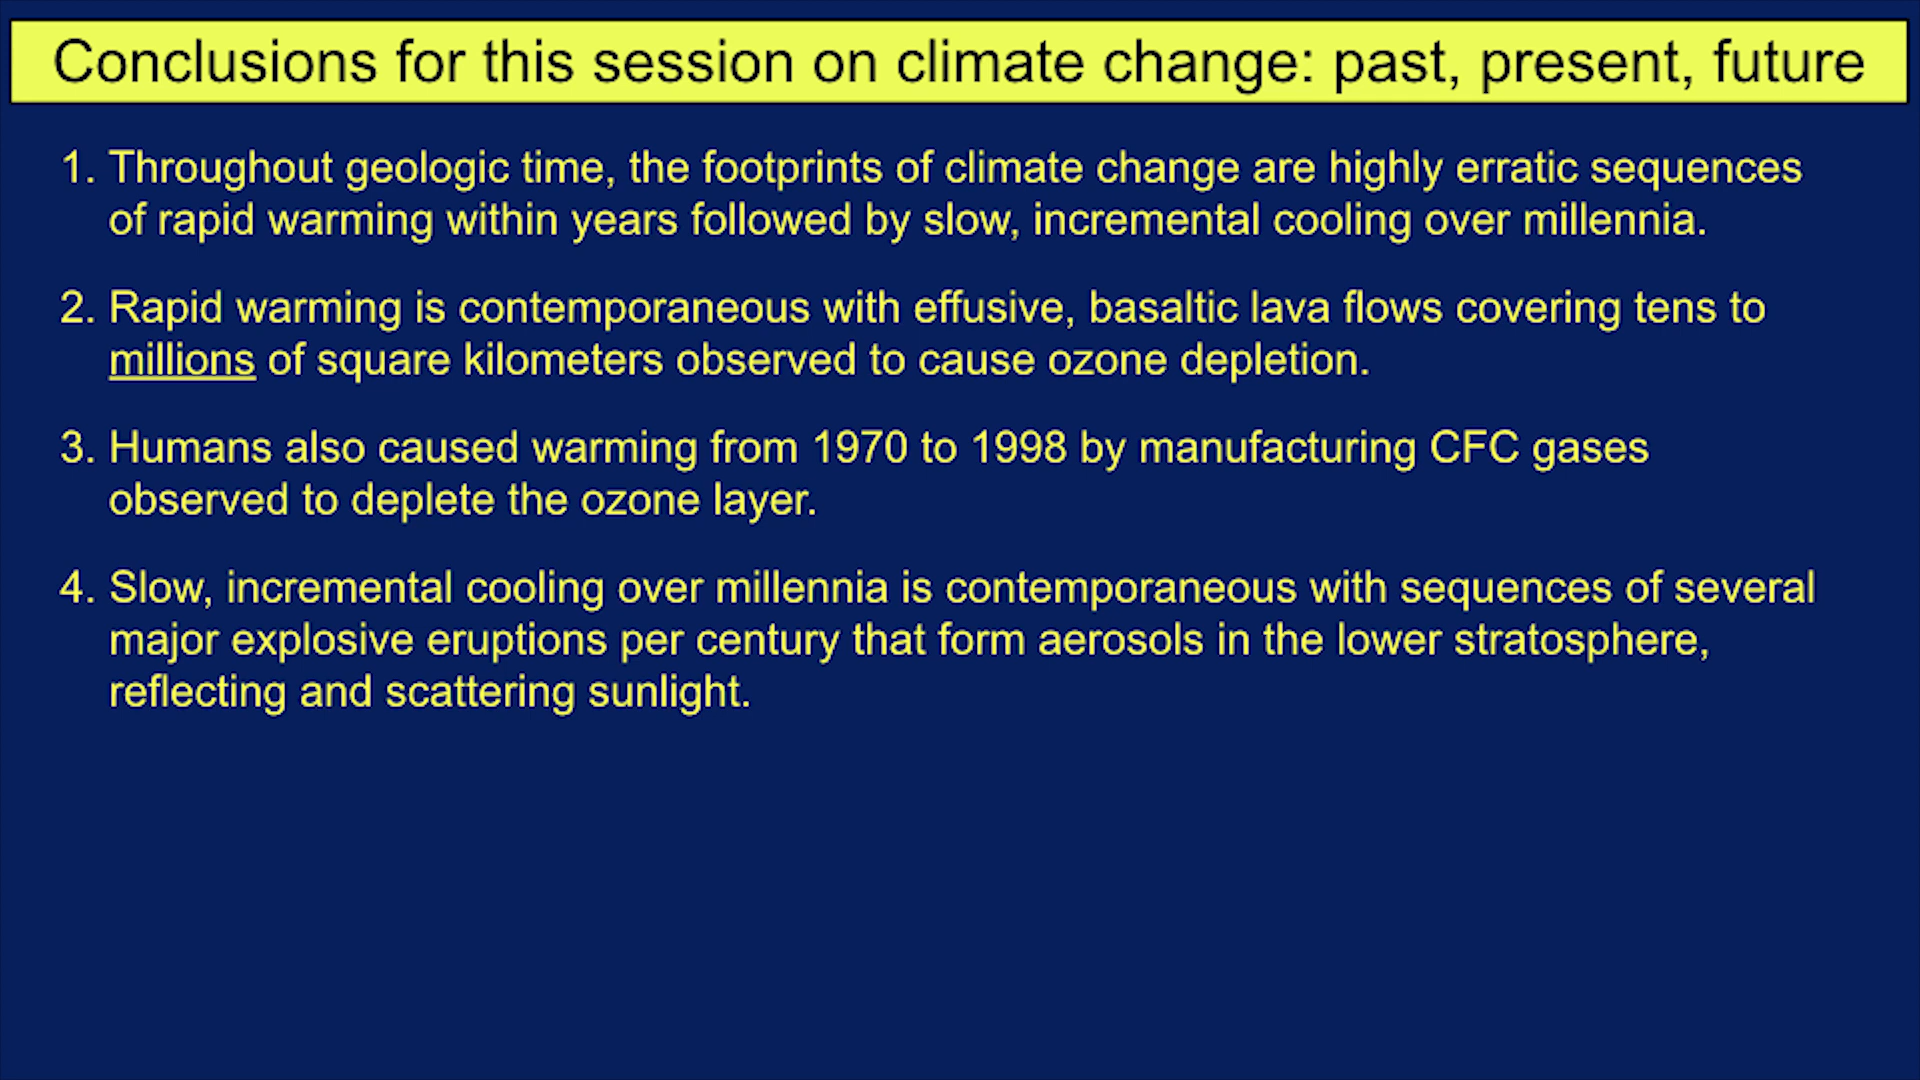 Conclusions for this session on climate change: past, present, future
1. Throughout geologic time, the footprints of climate change are highly erratic sequences
of rapid warming within years followed by slow, incremental cooling over millennia.
2. Rapid warming is contemporaneous with effusive, basaltic lava flows covering tens to
millions of square kilometers observed to cause ozone depletion.
3. Humans also caused warming from 1970 to 1998 by manufacturing CFC gases
observed to deplete the ozone layer.
4. Slow, incremental cooling over millennia is contemporaneous with sequences of several
major explosive eruptions per century that form aerosols in the lower stratosphere,
reflecting and scattering sunlight.